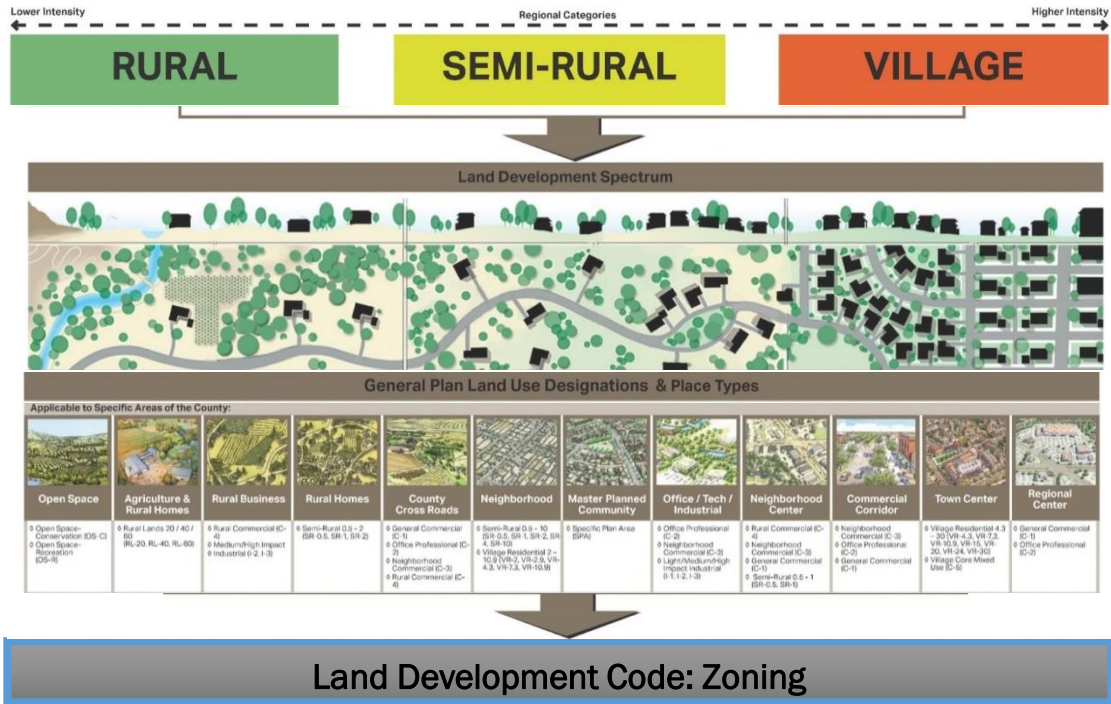 Lower Intensity
Regional Categories
Higher Intensity
RURAL
SEMI-RURAL
VILLAGE
Land Development Spectrum
General Plan Land Use Designations & Place Types
Applicable to Specific Areas of the County:
Open Space
◊ Open Space-
Conservation (OS-C)
◊ Open Space-
Recreation
(OS-R)
Agriculture &
Rural Homes
◊ Rural Lands 20 / 40 /
80
(RL-20, RL-40, RL-80)
Rural Business
◊ Rural Commercial (C-
4)
◊ Medium/High Impact
Industrial (I-2, I-3)
Rural Homes
◊ Semi-Rural 0.5 - 2
(SR-0.5, SR-1, SR-2)
County
Cross Roads
◊ General Commercial
(C-1)
◊ Office Professional (C-
2)
◊ Neighborhood
Commercial (C-3)
◊ Rural Commercial (C-
4)
Neighborhood
◊ Semi-Rural 0.5 - 10
(SR-0.5, SR-1, SR-2, SR-
4, SR-10)
◊ Village Residential 2 –
10.9 (VR-2, VR-2.9, VR-
4.3, VR-7.3, VR-10.9)
Master Planned
Community
◊ Specific Plan Area
(SPA)
Office / Tech /
Industrial
◊ Office Professional
(C-2)
◊ Neighborhood
Commercial (C-3)
◊ Light/Medium/High
Impact Industrial
(I-1, I-2, I-3)
Neighborhood
Center
◊ Rural Commercial (C-
4)
◊ Neighborhood
Commercial (C-3)
◊ General Commercial
(C-1)
◊ Semi-Rural 0.5 - 1
(SR-0.5, SR-1)
Commercial
Corridor
◊ Neighborhood
Commercial (C-3)
◊ Office Professional
(C-2)
◊ General Commercial
(C-1)
Town Center
◊ Village Residential 4.3
- 30 (VR-4.3, VR-7.3,
VR-10.9, VR-15, VR-
20, VR-24, VR-30)
◊ Village Core Mixed
Use (C-5)
Regional
Center
◊ General Commercial
(C-1)
◊ Office Professional
(C-2)
Land Development Code: Zoning